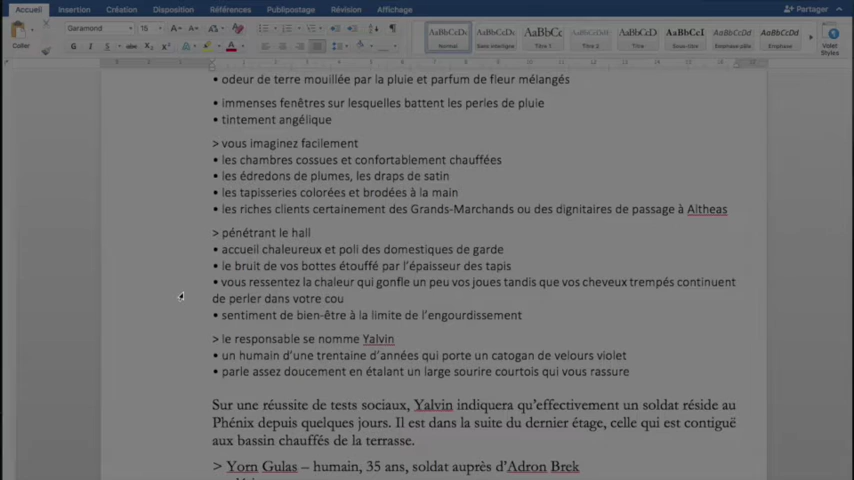 Accueil Insertion Création Disposition Références Publipostage Révision Affichage Partager
Garamond 15
Coller
AaBbCcDc AaBbCcDc AaBbCc AaBbCcDc AaBbCcD AaBbCcI AaBbCcDc AaBbCcDc
Normal Sans interligne Titre 1 Titre 2 Titre Sous-titre Emphase pâle Emphase
Volet Styles
• odeur de terre mouillée par la pluie et parfum de fleur mélangés
• immenses fenêtres sur lesquelles battent les perles de pluie
• tintement angélique
> vous imaginez facilement
• les chambres cossues et confortablement chauffées
• les édredons de plumes, les draps de satin
• les tapisseries colorées et brodées à la main
• les riches clients certainement des Grands-Marchands ou des dignitaires de passage à Altheas
> pénétrant le hall
• accueil chaleureux et poli des domestiques de garde
• le bruit de vos bottes étouffé par l’épaisseur des tapis
• vous ressentez la chaleur qui gonfle un peu vos joues tandis que vos cheveux trempés continuent
de perler dans votre cou
• sentiment de bien-être à la limite de l’engourdissement
> le responsable se nomme Yalvin
• un humain d’une trentaine d’années qui porte un catogan de velours violet
• parle assez doucement en étalant un large sourire courtois qui vous rassure
Sur une réussite de tests sociaux, Yalvin indiquera qu’effectivement un soldat réside au
Phénix depuis quelques jours. Il est dans la suite du dernier étage, celle qui est contiguë
aux bassin chauffés de la terrasse.
> Yorn Gulas – humain, 35 ans, soldat auprès d’Adron Brek